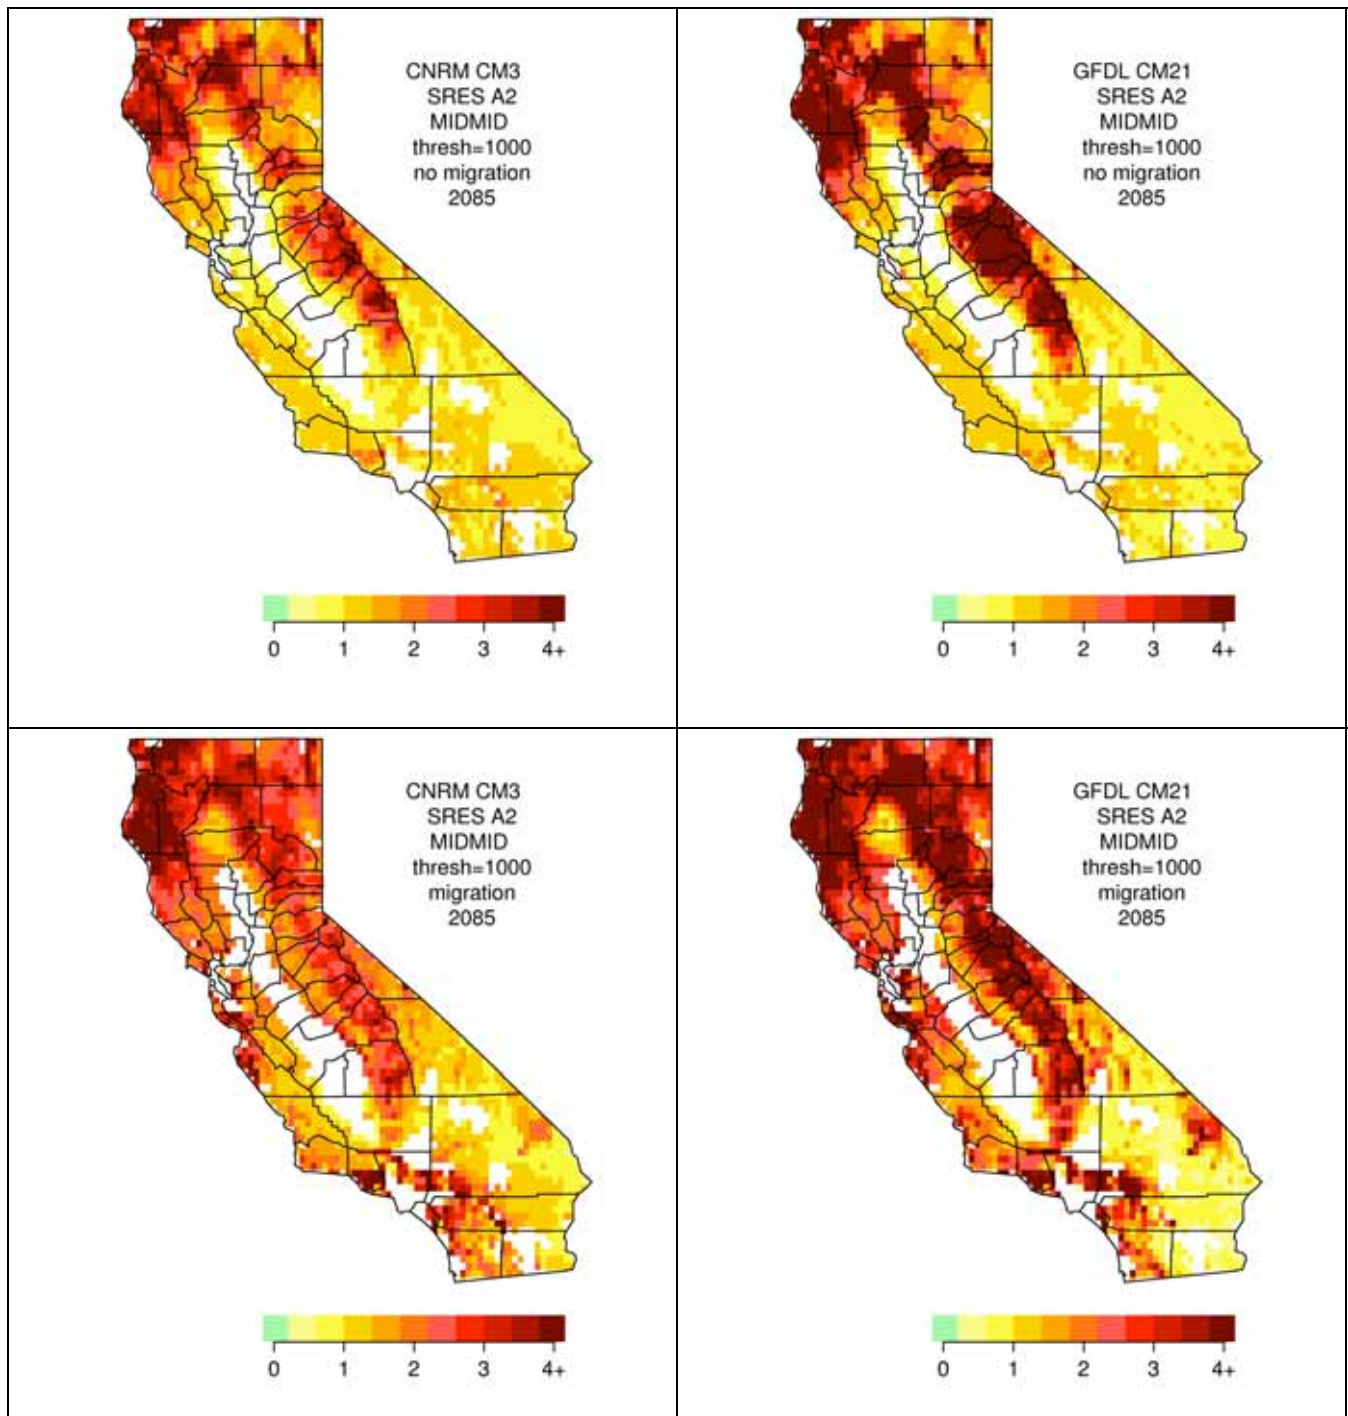 CNRM CM3
SRES A2
MIDMID
thresh=1000
no migration
2085
0 1 2 3 4+
GFDL CM21
SRES A2
MIDMID
thresh=1000
no migration
2085
0 1 2 3 4+
CNRM CM3
SRES A2
MIDMID
thresh=1000
migration
2085
0 1 2 3 4+
GFDL CM21
SRES A2
MIDMID
thresh=1000
migration
2085
0 1 2 3 4+